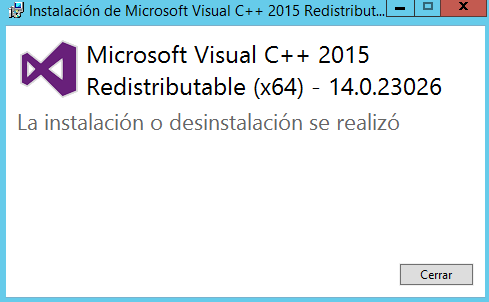 Instalación de Microsoft Visual C++ 2015 Redistribut...
Microsoft Visual C++ 2015
Redistributable (x64) - 14.0.23026
La instalación o desinstalación se realizó
Cerrar